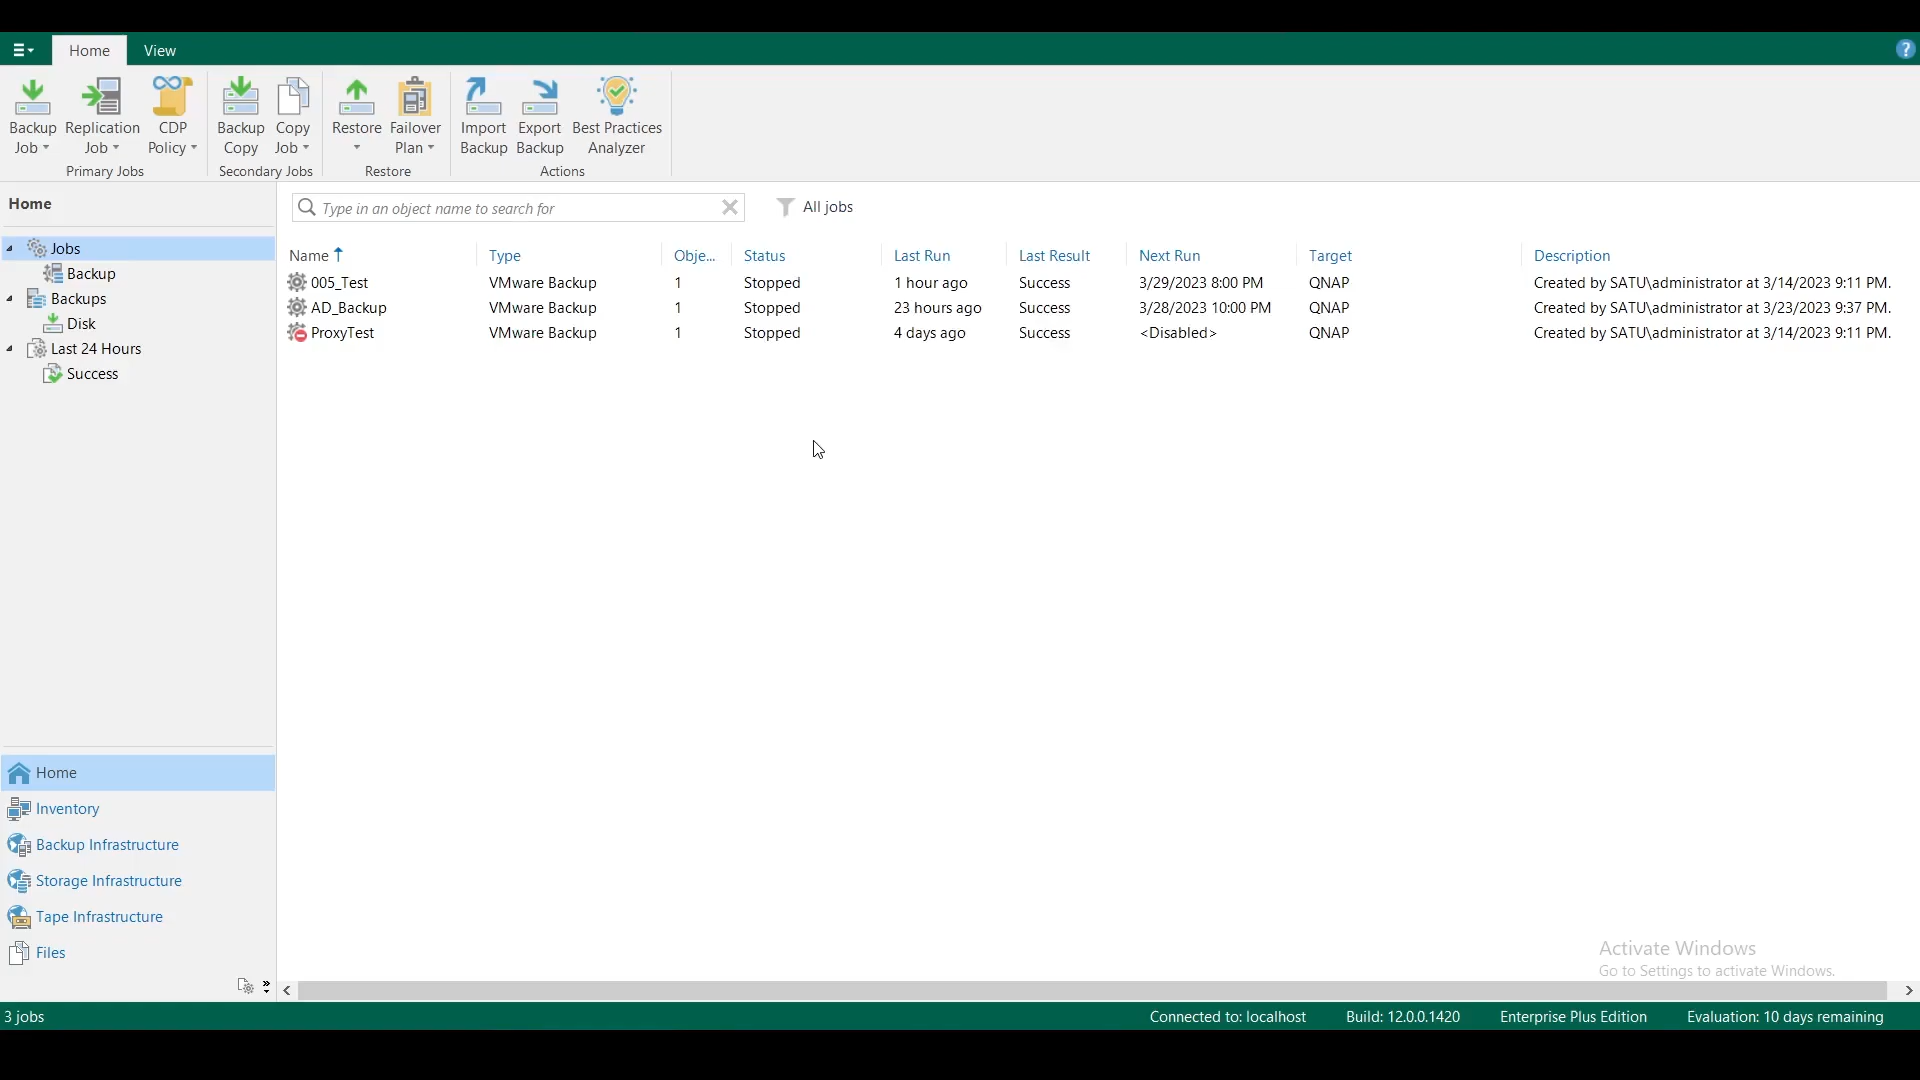 Home View
?
Backup Job
Replication Job
CDP Policy
Backup Copy
Copy Job
Restore
Failover Plan
Import Backup
Export Backup
Best Practices Analyzer
Primary Jobs
Secondary Jobs
Restore
Actions
Home
Jobs
Backup
Backups
Disk
Last 24 Hours
Success
Home
Inventory
Backup Infrastructure
Storage Infrastructure
Tape Infrastructure
Files
Type in an object name to search for
All jobs
Name Type Obje... Status Last Run Last Result Next Run Target Description
005_Test VMware Backup 1 Stopped 1 hour ago Success 3/29/2023 8:00 PM QNAP Created by SATU\administrator at 3/14/2023 9:11 PM.
AD_Backup VMware Backup 1 Stopped 23 hours ago Success 3/28/2023 10:00 PM QNAP Created by SATU\administrator at 3/23/2023 9:37 PM.
ProxyTest VMware Backup 1 Stopped 4 days ago Success <Disabled> QNAP Created by SATU\administrator at 3/14/2023 9:11 PM.
Activate Windows
Go to Settings to activate Windows.
3 jobs Connected to: localhost Build: 12.0.0.1420 Enterprise Plus Edition Evaluation: 10 days remaining